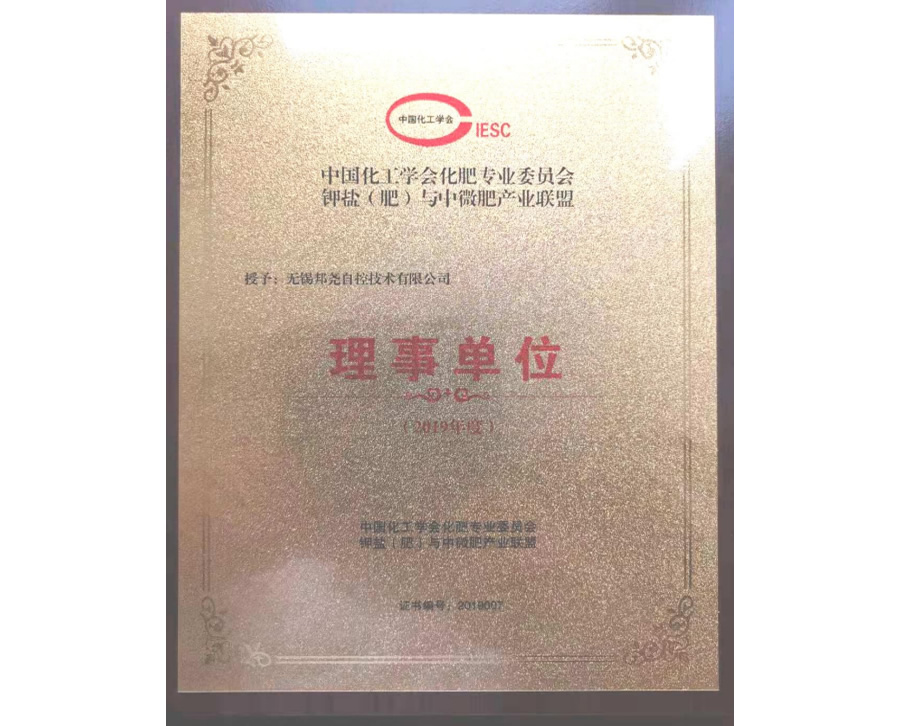 中国化工学会
IESC
中国化工学会化肥专业委员会
钾盐（肥）与中微肥产业联盟
授予：无锡邦尧自控技术有限公司
理事单位
（2019年度）
中国化工学会化肥专业委员会
钾盐（肥）与中微肥产业联盟
证书编号：2019007